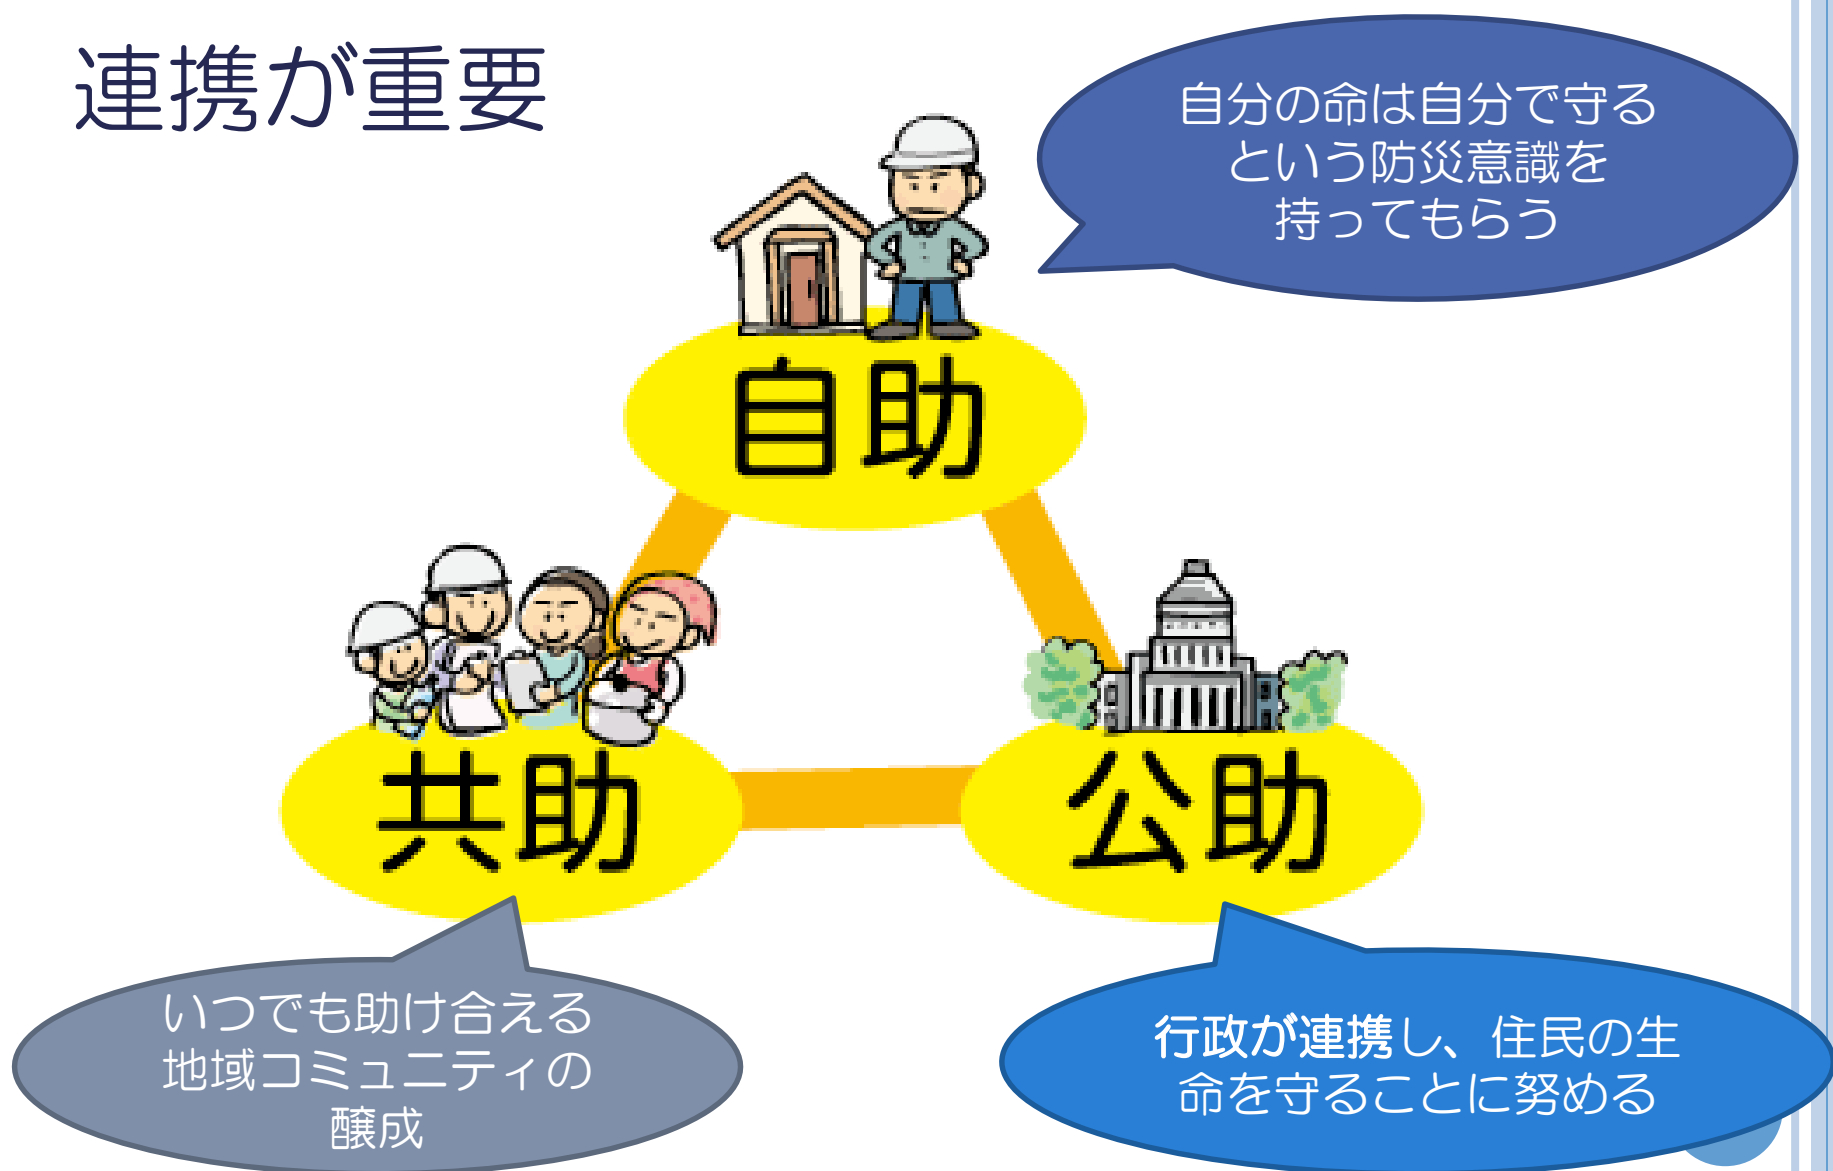 連携が重要
自分の命は自分で守る
という防災意識を
持ってもらう
自助
共助
公助
いつでも助け合える
地域コミュニティの
醸成
行政が連携し、住民の生
命を守ることに努める